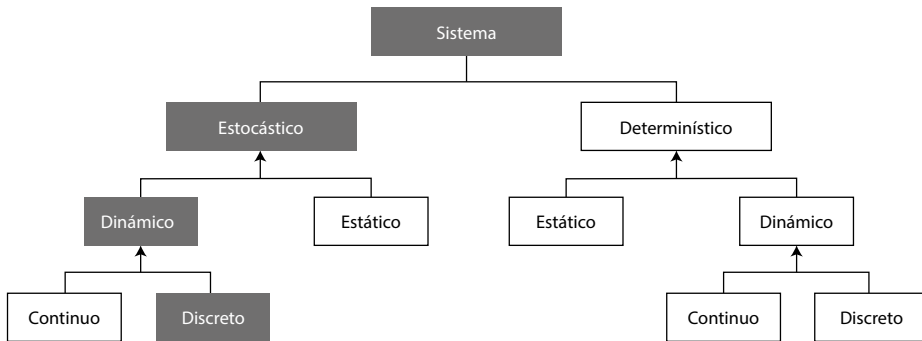 Sistema
Estocástico
Determinístico
Dinámico
Estático
Estático
Dinámico
Continuo
Discreto
Continuo
Discreto